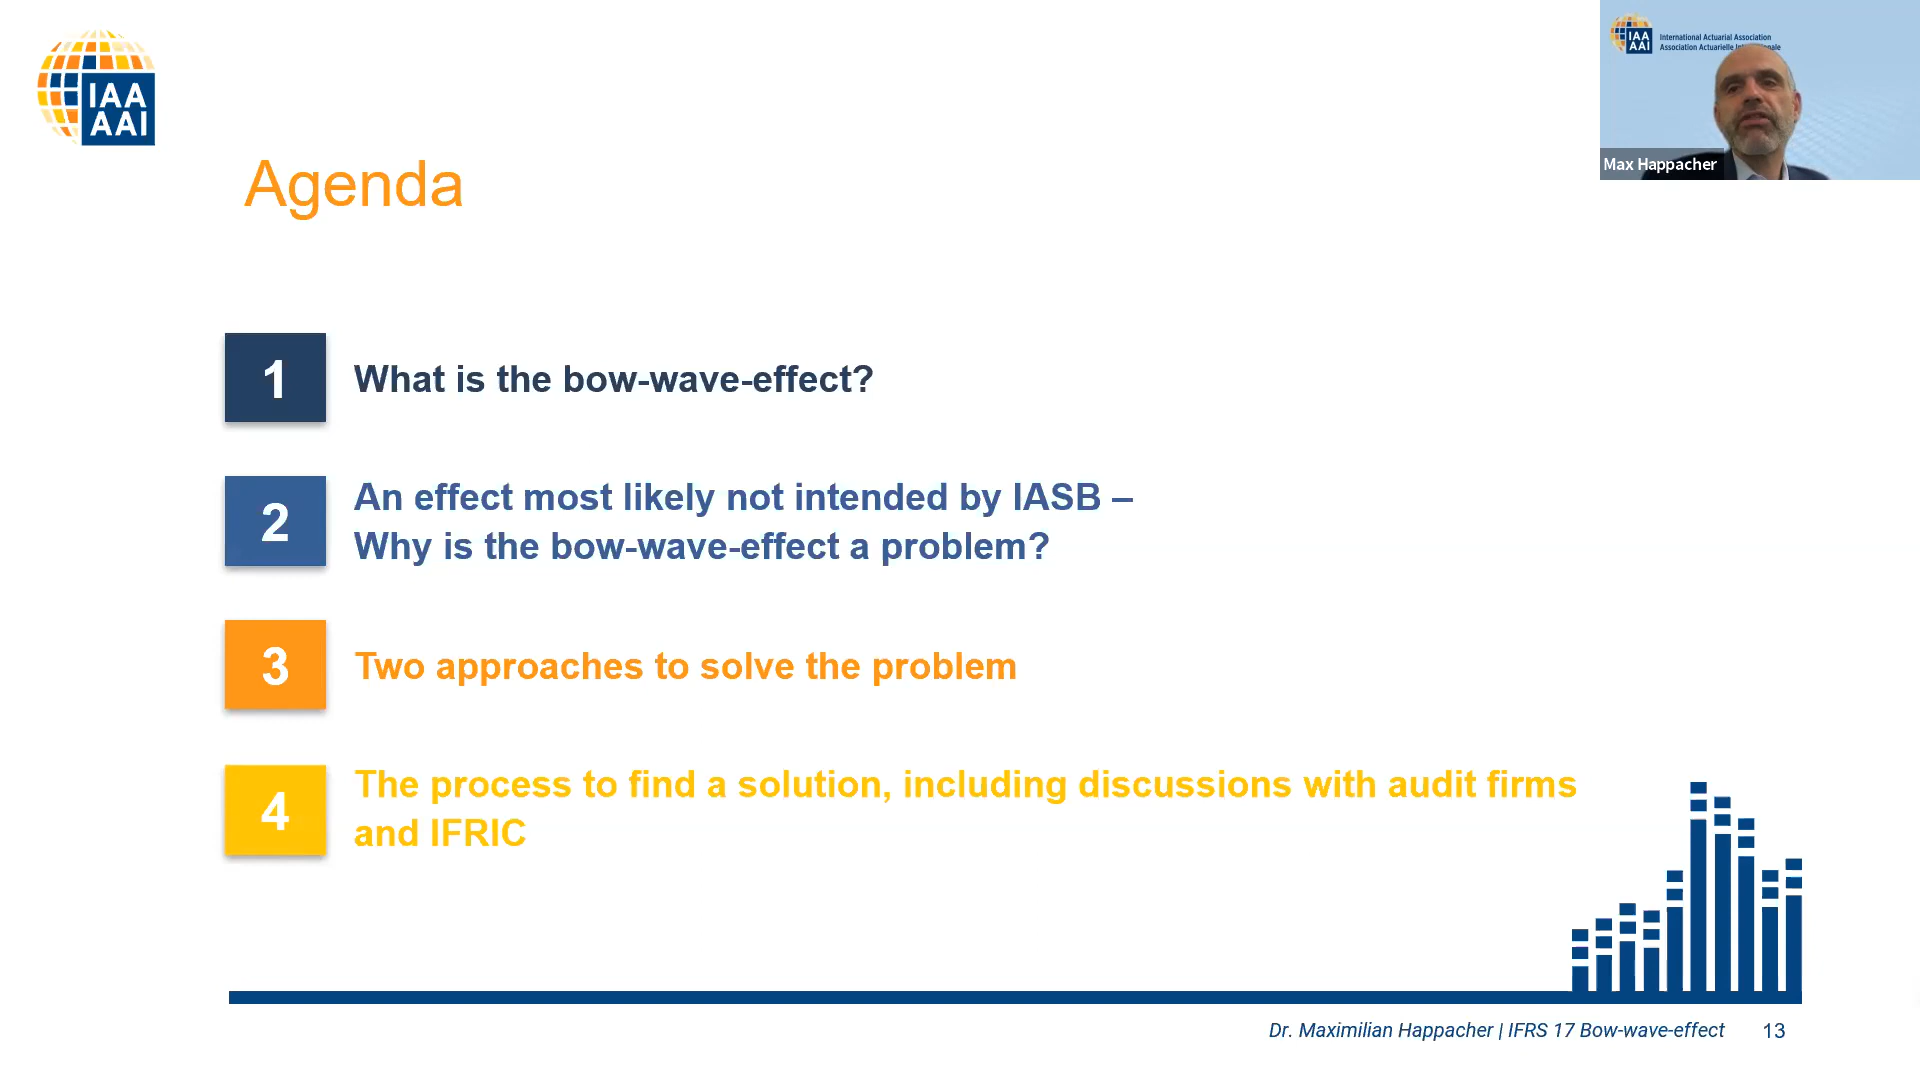 IAA
AAI
Agenda
1
What is the bow-wave-effect?
2
An effect most likely not intended by IASB –
Why is the bow-wave-effect a problem?
3
Two approaches to solve the problem
4
The process to find a solution, including discussions with audit firms
and IFRIC
Dr. Maximilian Happacher | IFRS 17 Bow-wave-effect 13
IAA
AAI
International Actuarial Association
Association Actuarielle
Max Happacher